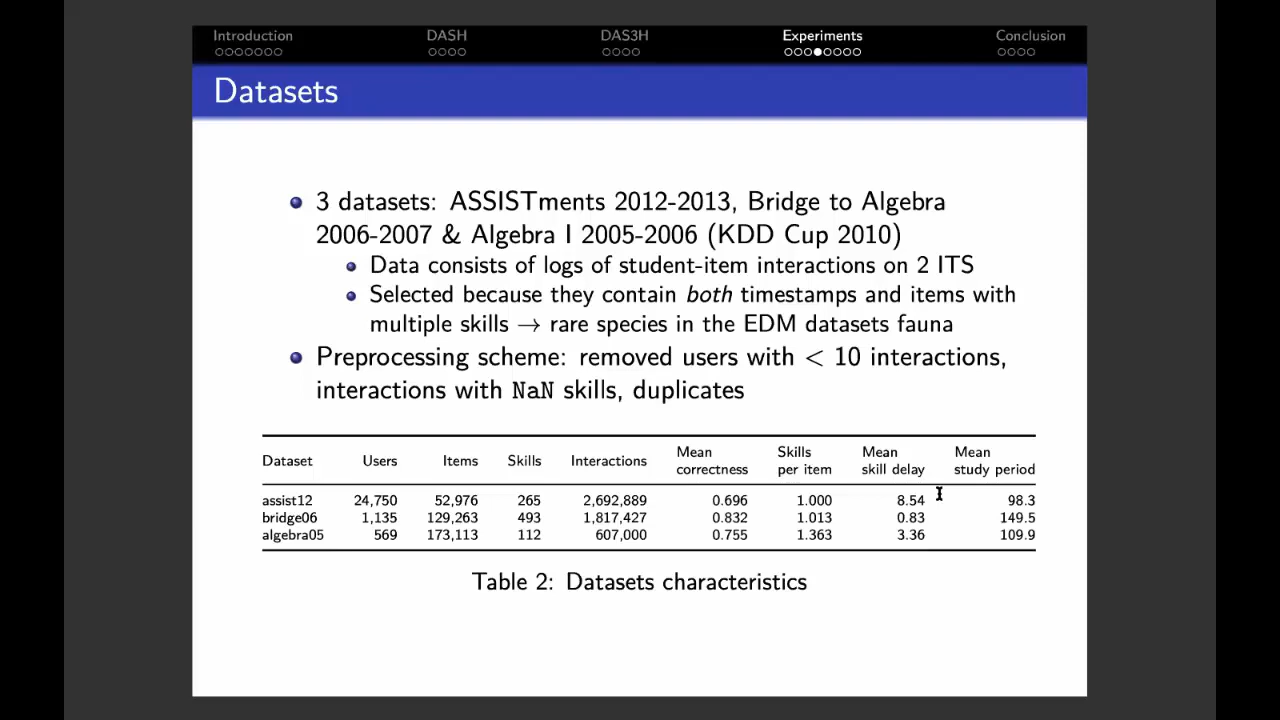 Introduction DASH DAS3H Experiments Conclusion
Datasets
3 datasets: ASSISTments 2012-2013, Bridge to Algebra
2006-2007 & Algebra I 2005-2006 (KDD Cup 2010)
Data consists of logs of student-item interactions on 2 ITS
Selected because they contain both timestamps and items with
multiple skills → rare species in the EDM datasets fauna
Preprocessing scheme: removed users with < 10 interactions,
interactions with NaN skills, duplicates
Dataset Users Items Skills Interactions Mean correctness Skills per item Mean skill delay Mean study period
assist12 24,750 52,976 265 2,692,889 0.696 1.000 8.54 98.3
bridge06 1,135 129,263 493 1,817,427 0.832 1.013 0.83 149.5
algebra05 569 173,113 112 607,000 0.755 1.363 3.36 109.9
Table 2: Datasets characteristics